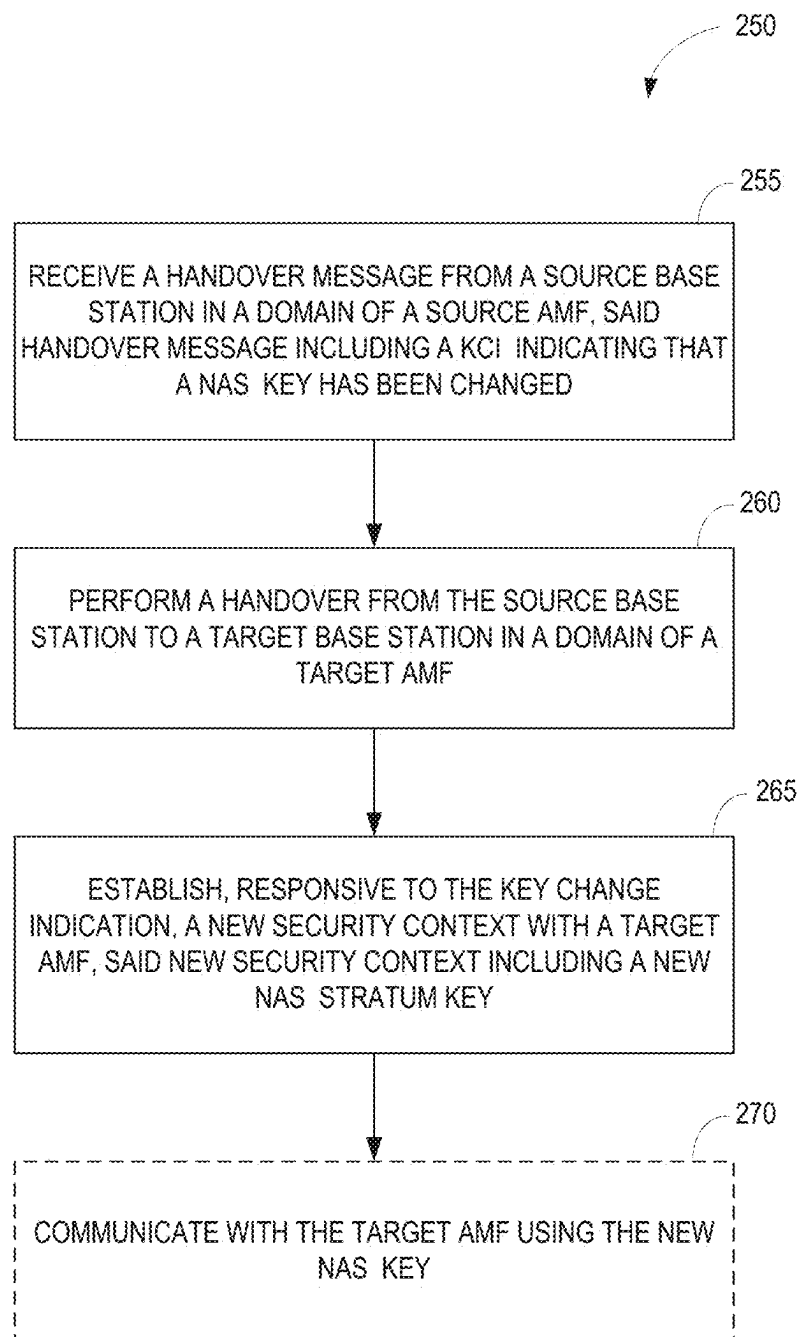 250
255
RECEIVE A HANDOVER MESSAGE FROM A SOURCE BASE
STATION IN A DOMAIN OF A SOURCE AMF, SAID
HANDOVER MESSAGE INCLUDING A KCI INDICATING THAT
A NAS KEY HAS BEEN CHANGED
260
PERFORM A HANDOVER FROM THE SOURCE BASE
STATION TO A TARGET BASE STATION IN A DOMAIN OF A
TARGET AMF
265
ESTABLISH, RESPONSIVE TO THE KEY CHANGE
INDICATION, A NEW SECURITY CONTEXT WITH A TARGET
AMF, SAID NEW SECURITY CONTEXT INCLUDING A NEW
NAS STRATUM KEY
270
COMMUNICATE WITH THE TARGET AMF USING THE NEW
NAS KEY